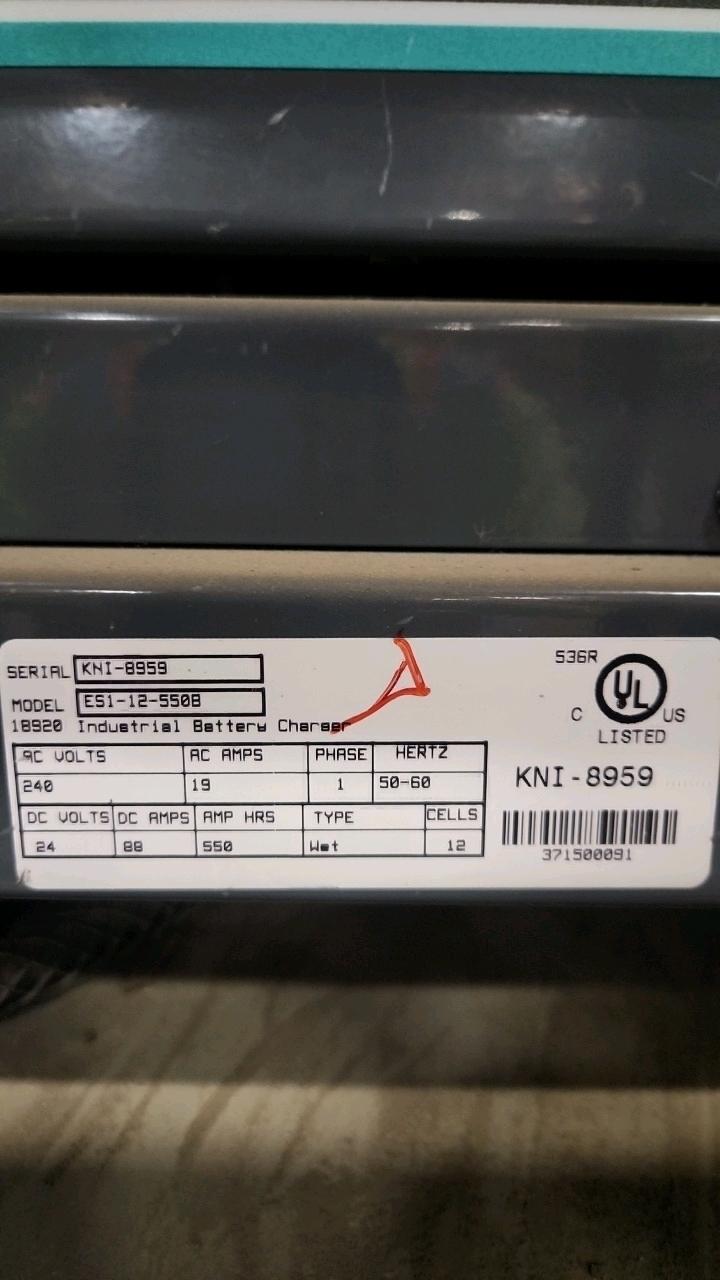 SERIAL KNI-8959
MODEL ES1-12-550B
18920 Industrial Battery Charger
AC VOLTS AC AMPS PHASE HERTZ
240 19 1 50-60
DC VOLTS DC AMPS AMP HRS TYPE CELLS
24 88 550 Wet 12
536R
UL
C US
LISTED
KNI-8959
371500091